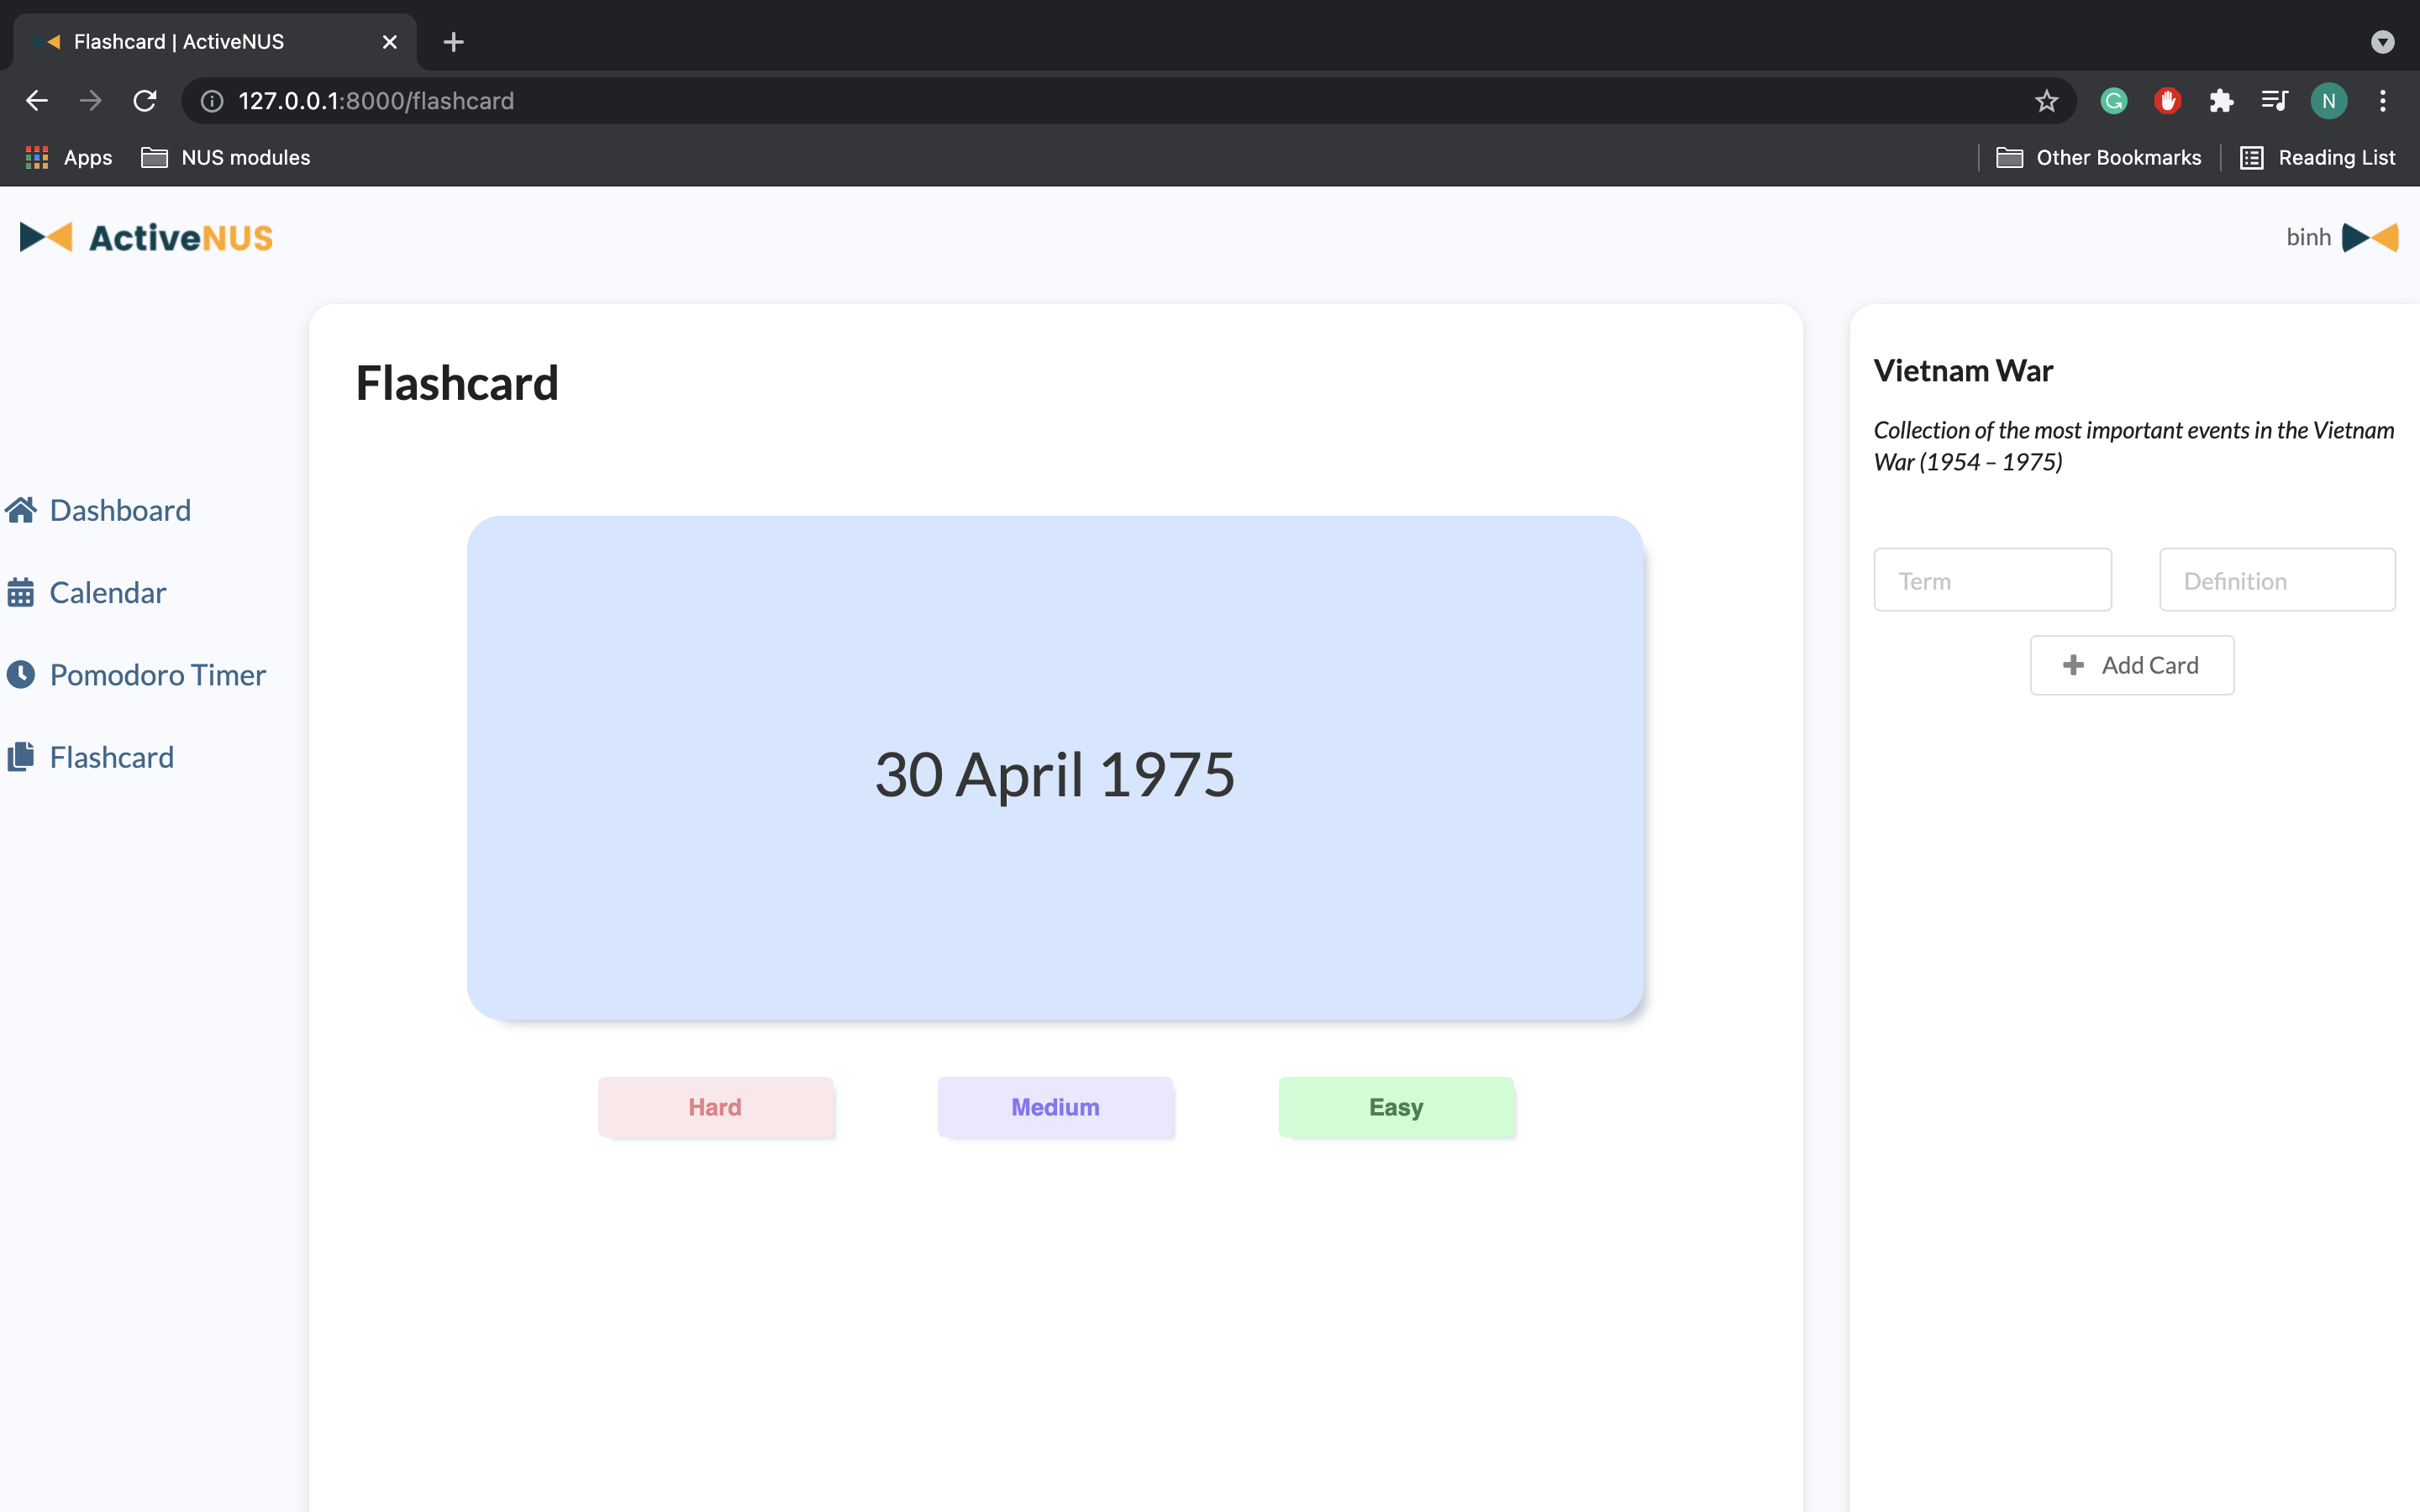 Flashcard | ActiveNUS
127.0.0.1:8000/flashcard
N
Apps
NUS modules
Other Bookmarks
Reading List
ActiveNUS
binh
Dashboard
Calendar
Pomodoro Timer
Flashcard
Flashcard
30 April 1975
Hard
Medium
Easy
Vietnam War
Collection of the most important events in the Vietnam
War (1954 – 1975)
Term
Definition
Add Card